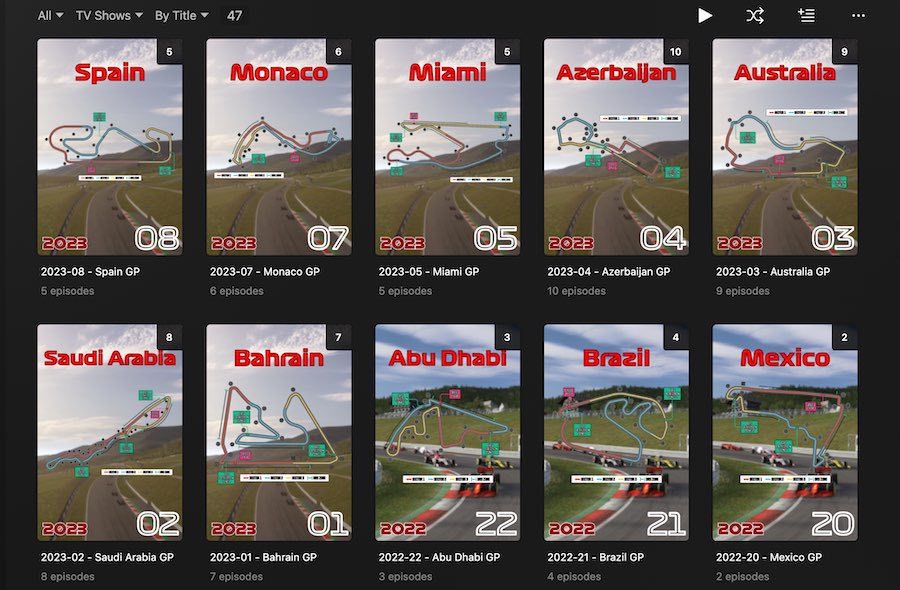 All TV Shows By Title 47
5 6 5 10 9
Spain Monaco Miami Azerbaijan Australia
2023 08 2023 07 2023 05 2023 04 2023 03
2023-08 - Spain GP 2023-07 - Monaco GP 2023-05 - Miami GP 2023-04 - Azerbaijan GP 2023-03 - Australia GP
5 episodes 6 episodes 5 episodes 10 episodes 9 episodes
8 7 3 4 2
Saudi Arabia Bahrain Abu Dhabi Brazil Mexico
2023 02 2023 01 2022 22 2022 21 2022 20
2023-02 - Saudi Arabia GP 2023-01 - Bahrain GP 2022-22 - Abu Dhabi GP 2022-21 - Brazil GP 2022-20 - Mexico GP
8 episodes 7 episodes 3 episodes 4 episodes 2 episodes